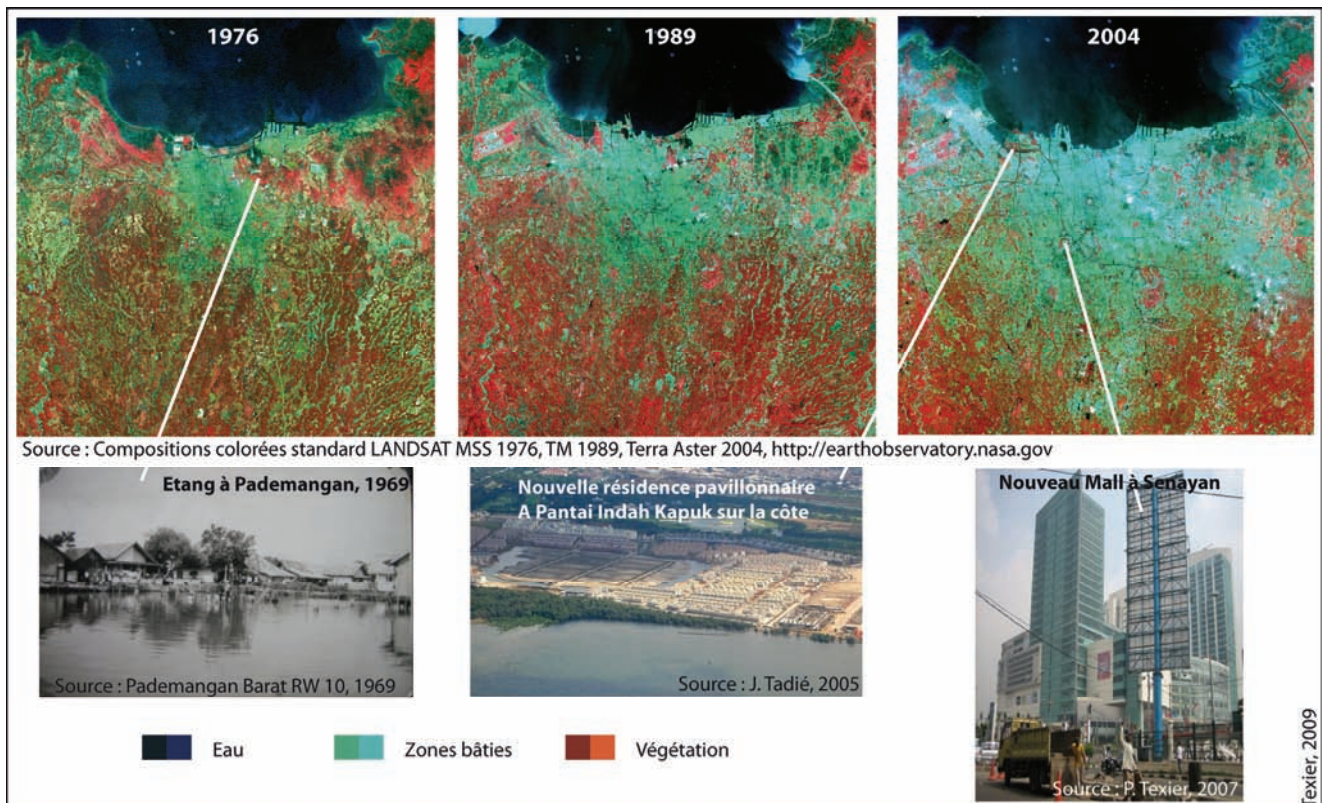 1976
1989
2004
Source : Compositions colorées standard LANDSAT MSS 1976, TM 1989, Terra Aster 2004, http://earthobservatory.nasa.gov
Etang à Pademangan, 1969
Source : Pademangan Barat RW 10, 1969
Nouvelle résidence pavillonnaire
A Pantai Indah Kapuk sur la côte
Source : J. Tadié, 2005
Nouveau Mall à Senayan
Source : P. Texier, 2007
Eau
Zones bâties
Végétation
Texier, 2009